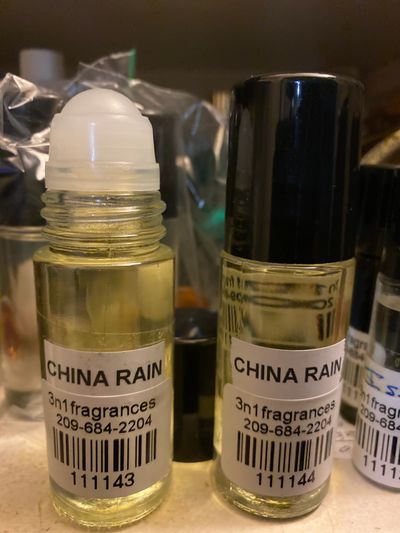 CHINA RAIN
3n1fragrances
209-684-2204
111143
CHINA RAIN
3n1fragrances
209-684-2204
111144